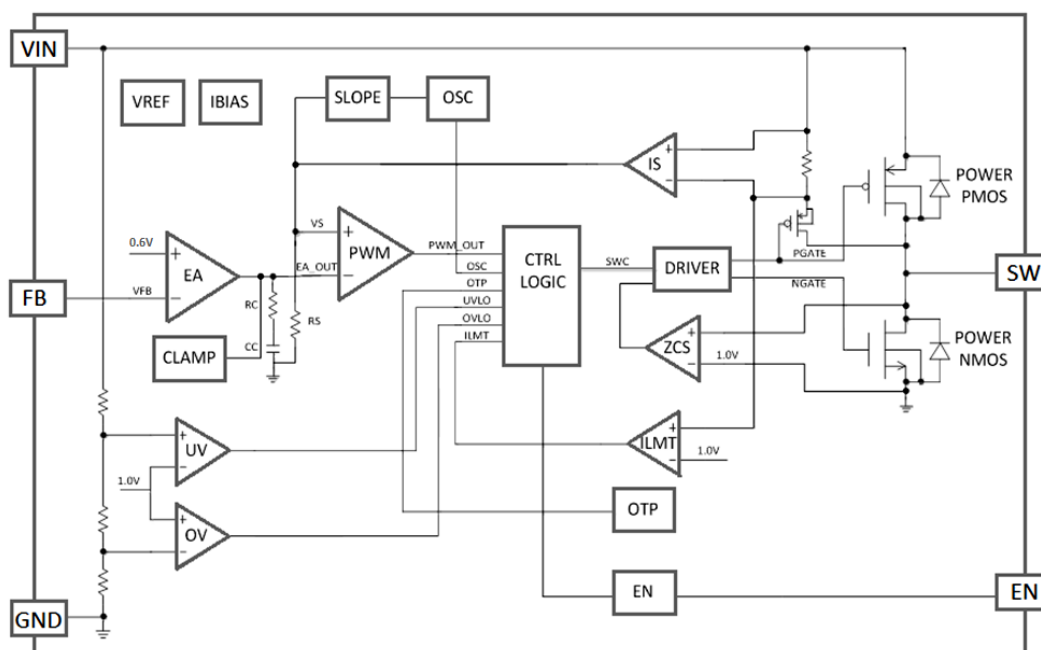 VIN
VREF
IBIAS
SLOPE
OSC
IS
+
−
POWER
PMOS
0.6V
+
−
EA
VFB
FB
VS
+
−
PWM
EA_OUT
PWM_OUT
OSC
OTP
UVLO
OVLO
ILMT
CTRL
LOGIC
SWC
DRIVER
PGATE
NGATE
SW
RC
CC
RS
CLAMP
ZCS
+
−
1.0V
POWER
NMOS
UV
+
−
1.0V
OV
+
−
ILMT
+
−
1.0V
OTP
EN
EN
GND